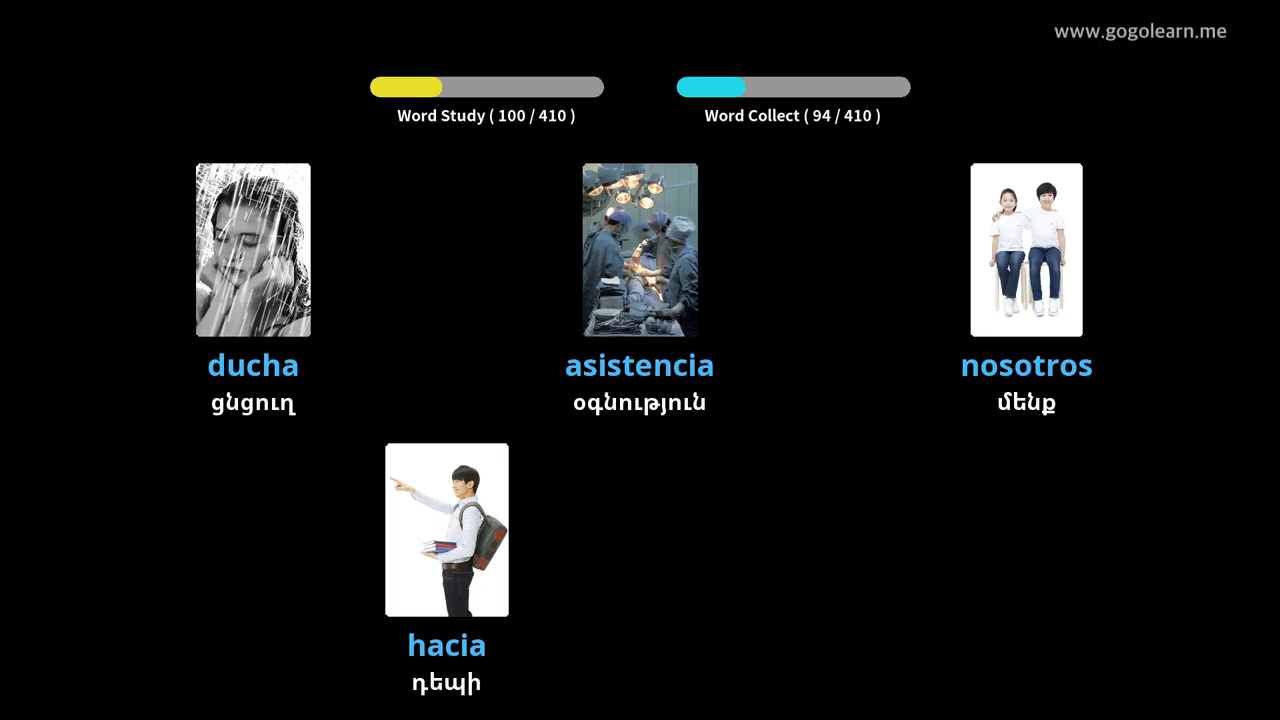 www.gogolearn.me
Word Study ( 100 / 410 )
Word Collect ( 94 / 410 )
ducha
ցնցուղ
asistencia
օգնություն
nosotros
մենք
hacia
դեպի